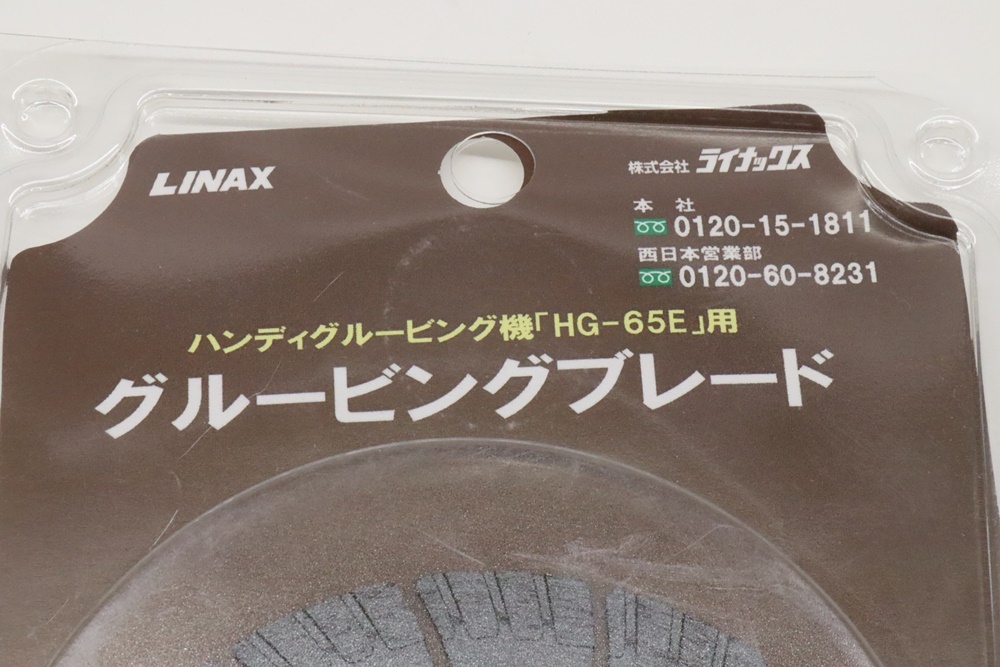 LINAX
株式会社 ライナックス
本 社
0120-15-1811
西日本営業部
0120-60-8231
ハンディグルービング機「HG-65E」用
グルービングブレード